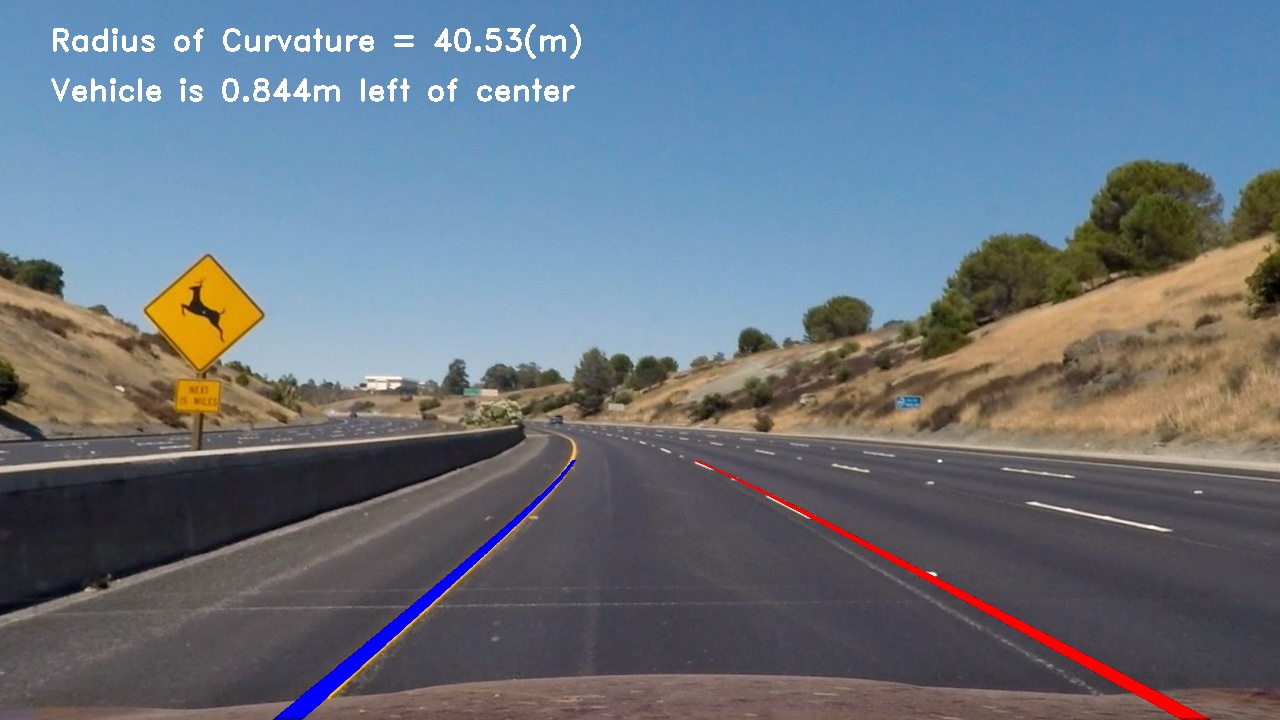 Radius of Curvature = 40.53(m)
Vehicle is 0.844m left of center
NEXT
15 MILES